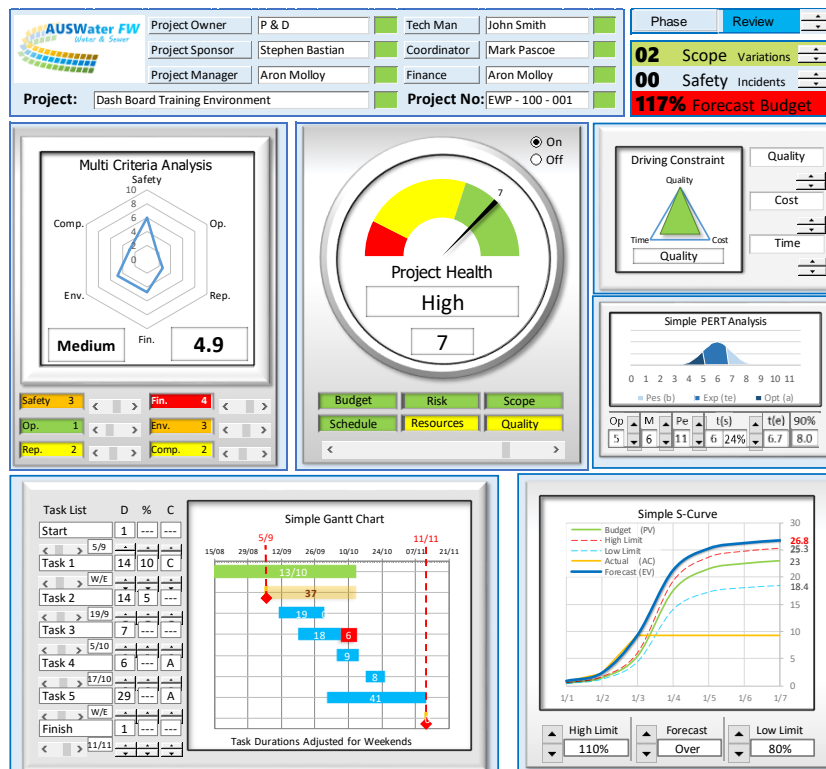 AUSWater FW
Water & Sewer
Project Owner P & D Tech Man John Smith
Project Sponsor Stephen Bastian Coordinator Mark Pascoe
Project Manager Aron Molloy Finance Aron Molloy
Project: Dash Board Training Environment Project No: EWP - 100 - 001
Phase Review
02 Scope Variations
00 Safety Incidents
117% Forecast Budget
Multi Criteria Analysis
Safety
10
8
6
4
2
0
Comp. Op.
Env. Rep.
Fin.
Medium 4.9
Safety 3 Fin. 4
Op. 1 Env. 3
Rep. 2 Comp. 2
On
Off
7
Project Health
High
7
Budget Risk Scope
Schedule Resources Quality
Driving Constraint
Quality
Time Cost
Quality
Quality
Cost
Time
Simple PERT Analysis
0 1 2 3 4 5 6 7 8 9 10 11
Pes (b) Exp (te) Opt (a)
Op M Pe t(s) t(e) 90%
5 6 11 6 24% 6.7 8.0
Task List D % C
Start 1 --- ---
5/9
Task 1 14 10 C
W/E
Task 2 14 5 ---
19/9
Task 3 7 --- ---
5/10
Task 4 6 --- A
17/10
Task 5 29 --- A
W/E
Finish 1 --- ---
11/11
Simple Gantt Chart
5/9 11/11
15/08 29/08 12/09 26/09 10/10 24/10 07/11 21/11
13/10
37
19
18 6
9
8
41
Task Durations Adjusted for Weekends
Simple S-Curve
Budget (PV)
High Limit
Low Limit
Actual (AC)
Forecast (EV)
30
26.8
25.3
23
18.4
15
10
5
0
1/1 1/2 1/3 1/4 1/5 1/6 1/7
High Limit Forecast Low Limit
110% Over 80%